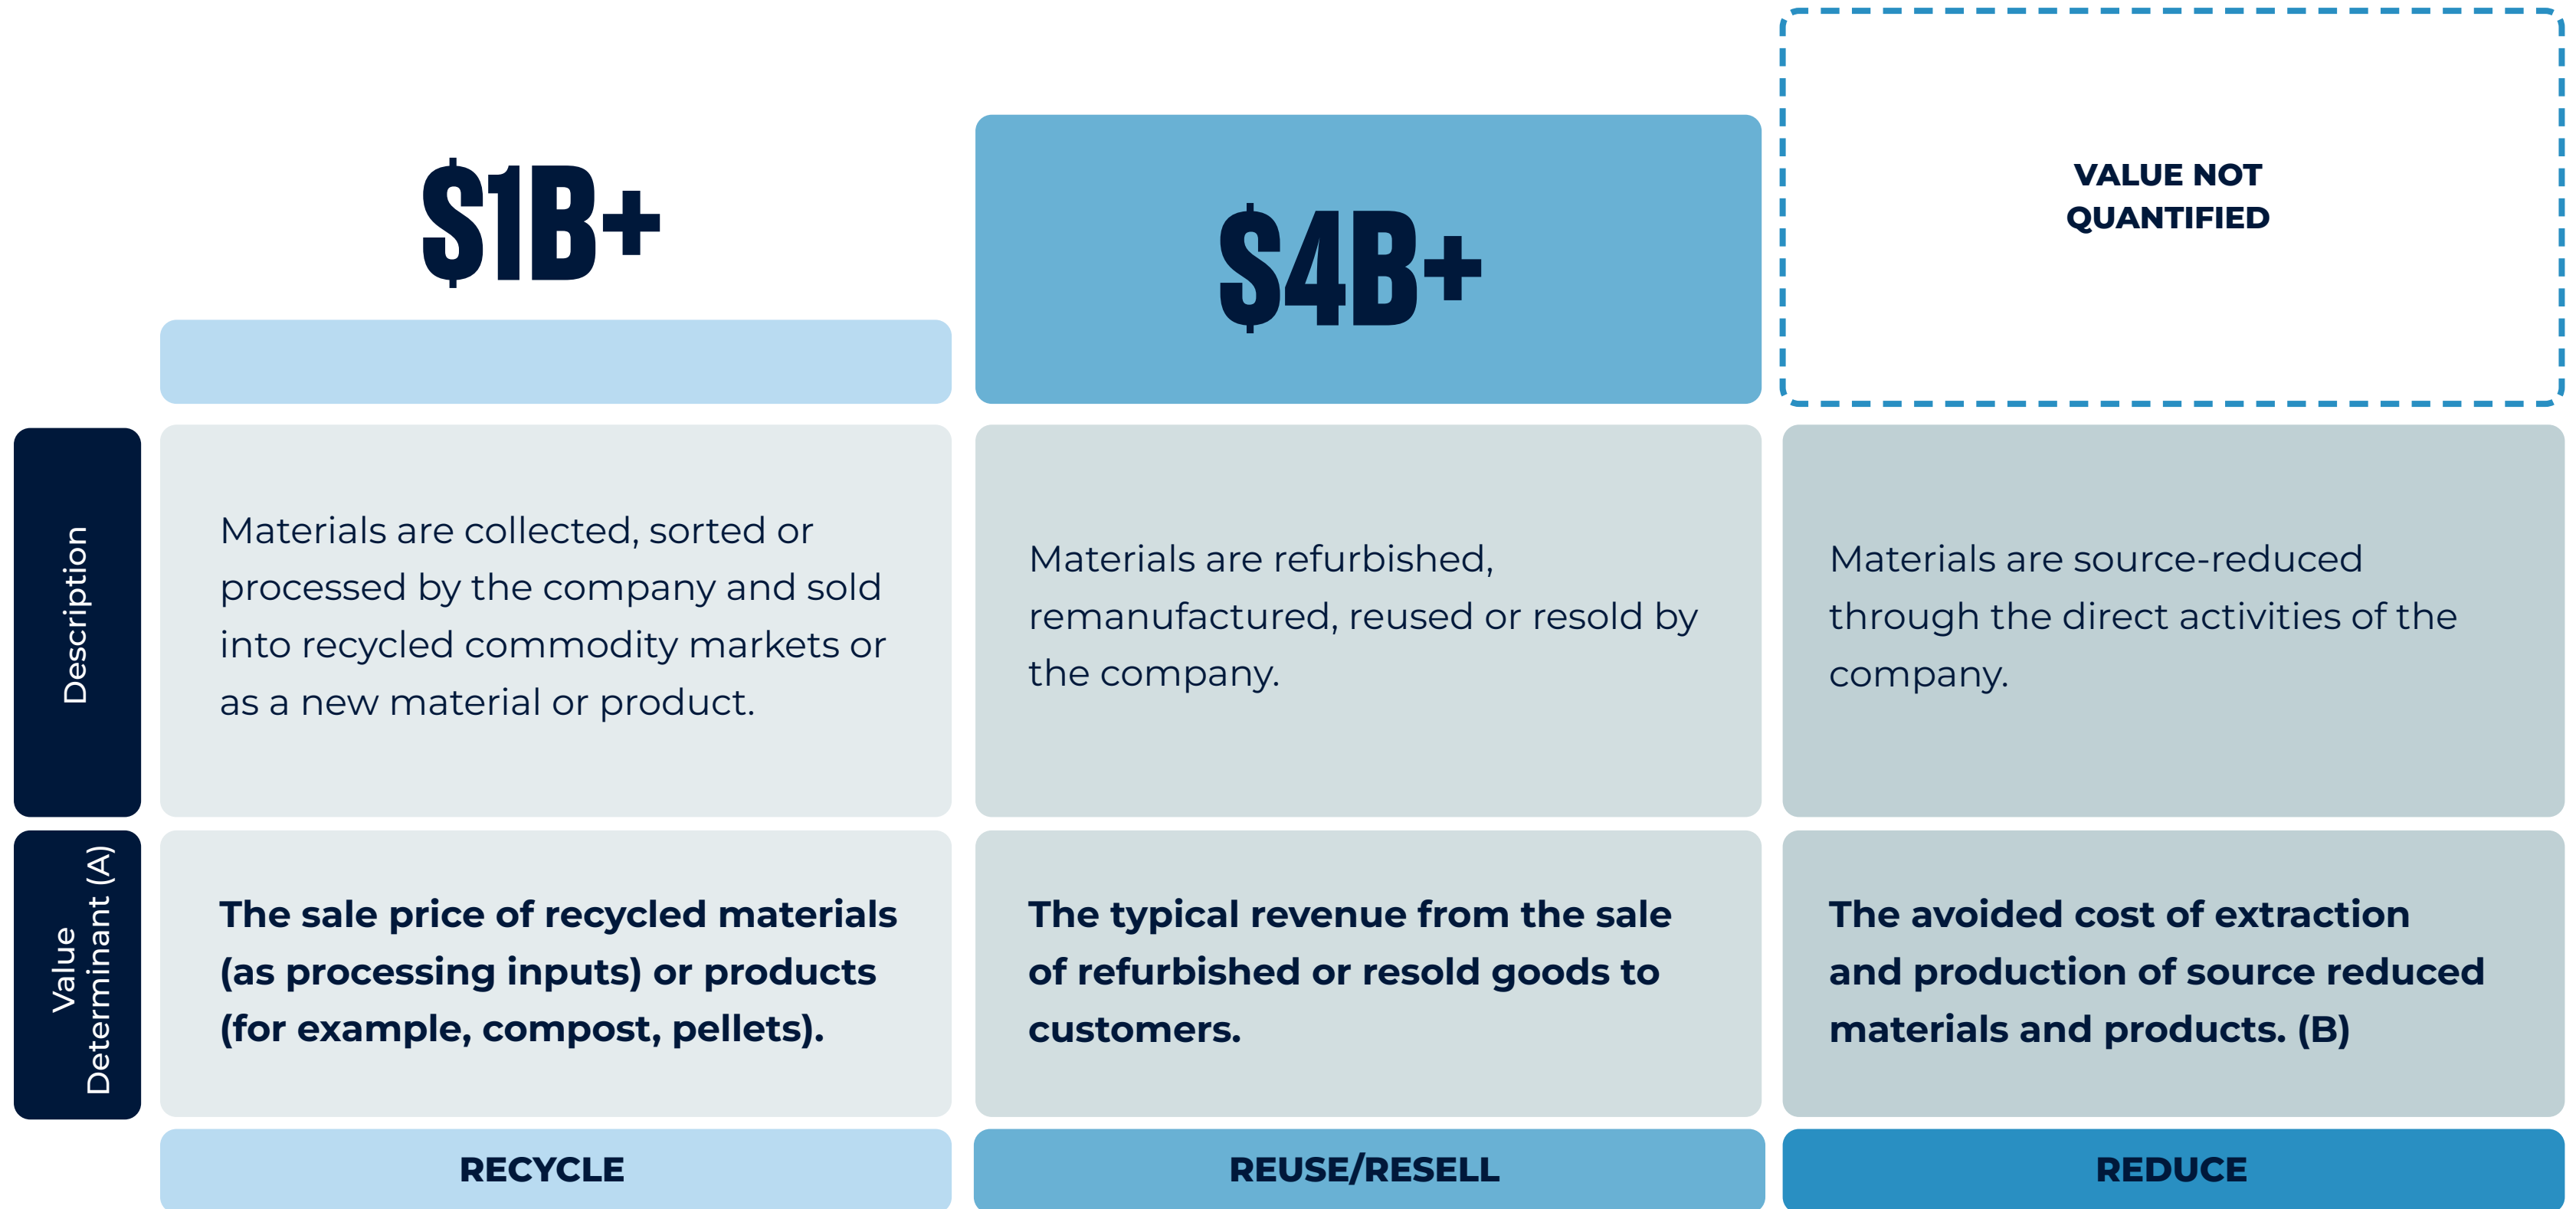 $1B+
$4B+
VALUE NOT
QUANTIFIED
Description
Materials are collected, sorted or
processed by the company and sold
into recycled commodity markets or
as a new material or product.
Materials are refurbished,
remanufactured, reused or resold by
the company.
Materials are source-reduced
through the direct activities of the
company.
Value
Determinant (A)
The sale price of recycled materials
(as processing inputs) or products
(for example, compost, pellets).
The typical revenue from the sale
of refurbished or resold goods to
customers.
The avoided cost of extraction
and production of source reduced
materials and products. (B)
RECYCLE
REUSE/RESELL
REDUCE